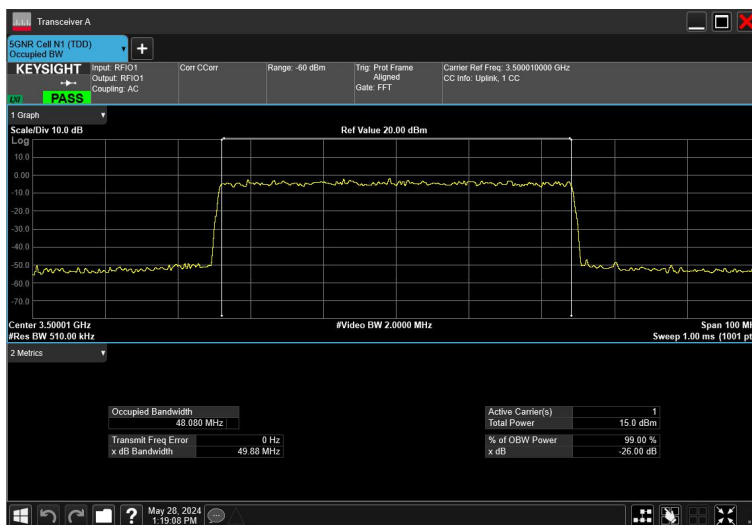 Transceiver A
5GNR Cell N1 (TDD)
Occupied BW
KEYSIGHT
LXI
PASS
Input: RFIO1
Output: RFIO1
Coupling: AC
Corr CCorr
Range: -60 dBm
Trig: Prot Frame
Aligned
Gate: FFT
Carrier Ref Freq: 3.500010000 GHz
CC Info: Uplink, 1 CC
1 Graph
Scale/Div 10.0 dB
Ref Value 20.00 dBm
Log
10.0
0.00
-10.0
-20.0
-30.0
-40.0
-50.0
-60.0
-70.0
Center 3.50001 GHz
#Video BW 2.0000 MHz
Span 100 MH
#Res BW 510.00 kHz
Sweep 1.00 ms (1001 pt
2 Metrics
Occupied Bandwidth
48.080 MHz
Transmit Freq Error 0 Hz
x dB Bandwidth 49.88 MHz
Active Carrier(s) 1
Total Power 15.0 dBm
% of OBW Power 99.00 %
x dB -26.00 dB
?
May 28, 2024
1:19:08 PM